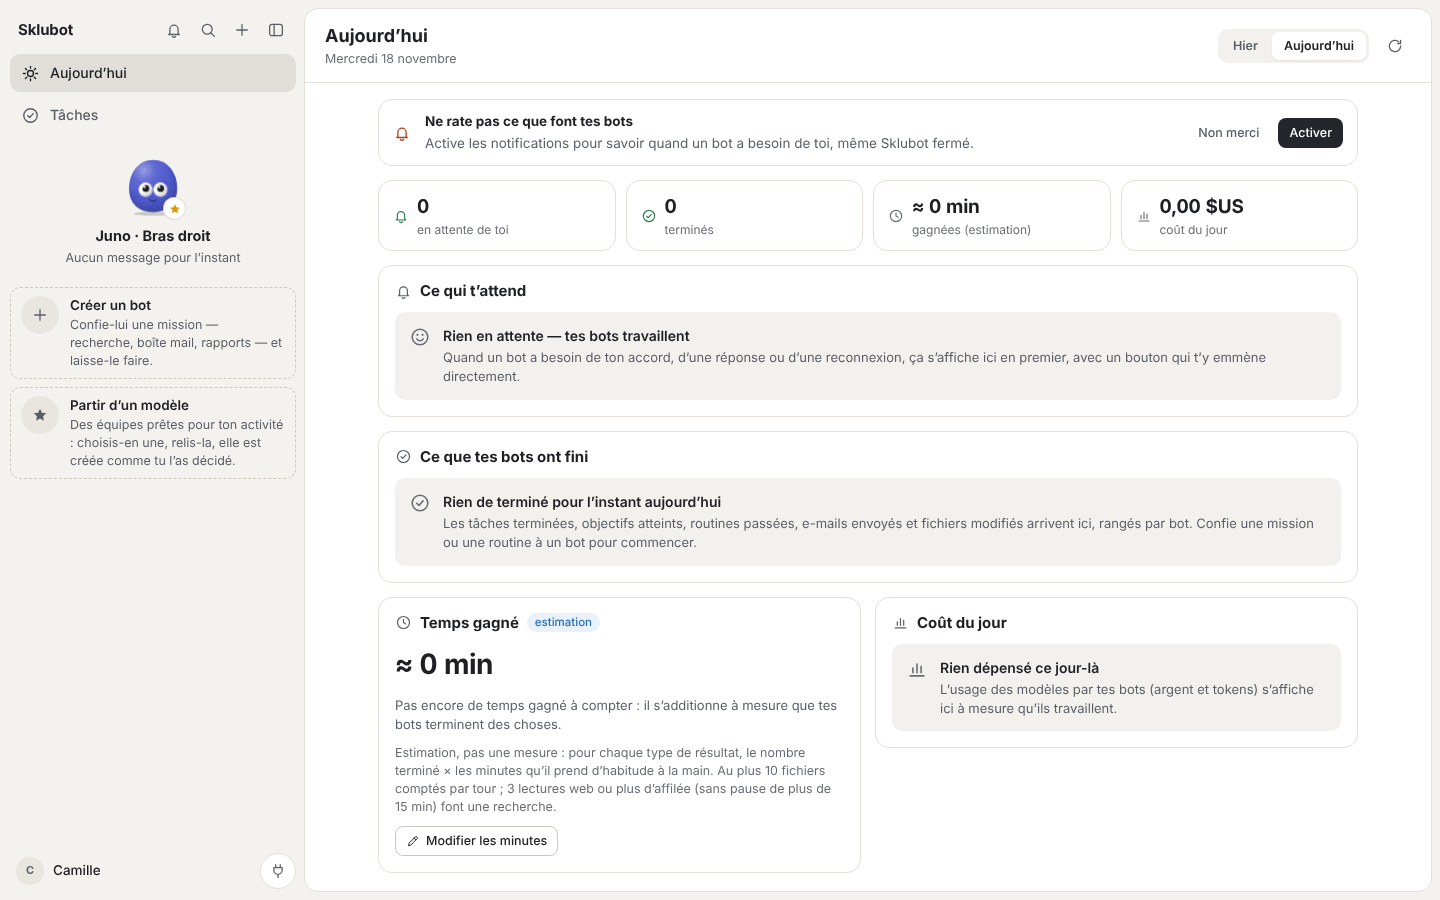 Sklubot
Aujourd’hui
Tâches
Juno · Bras droit
Aucun message pour l’instant
Créer un bot
Confie-lui une mission —
recherche, boîte mail, rapports — et
laisse-le faire.
Partir d’un modèle
Des équipes prêtes pour ton activité
: choisis-en une, relis-la, elle est
créée comme tu l’as décidé.
C
Camille
Aujourd’hui
Mercredi 18 novembre
Hier
Aujourd’hui
Ne rate pas ce que font tes bots
Active les notifications pour savoir quand un bot a besoin de toi, même Sklubot fermé.
Non merci
Activer
0
en attente de toi
0
terminés
≈ 0 min
gagnées (estimation)
0,00 $US
coût du jour
Ce qui t’attend
Rien en attente — tes bots travaillent
Quand un bot a besoin de ton accord, d’une réponse ou d’une reconnexion, ça s’affiche ici en premier, avec un bouton qui t’y emmène
directement.
Ce que tes bots ont fini
Rien de terminé pour l’instant aujourd’hui
Les tâches terminées, objectifs atteints, routines passées, e-mails envoyés et fichiers modifiés arrivent ici, rangés par bot. Confie une mission
ou une routine à un bot pour commencer.
Temps gagné
estimation
≈ 0 min
Pas encore de temps gagné à compter : il s’additionne à mesure que tes
bots terminent des choses.
Estimation, pas une mesure : pour chaque type de résultat, le nombre
terminé × les minutes qu’il prend d’habitude à la main. Au plus 10 fichiers
comptés par tour ; 3 lectures web ou plus d’affilée (sans pause de plus de
15 min) font une recherche.
Modifier les minutes
Coût du jour
Rien dépensé ce jour-là
L’usage des modèles par tes bots (argent et tokens) s’affiche
ici à mesure qu’ils travaillent.